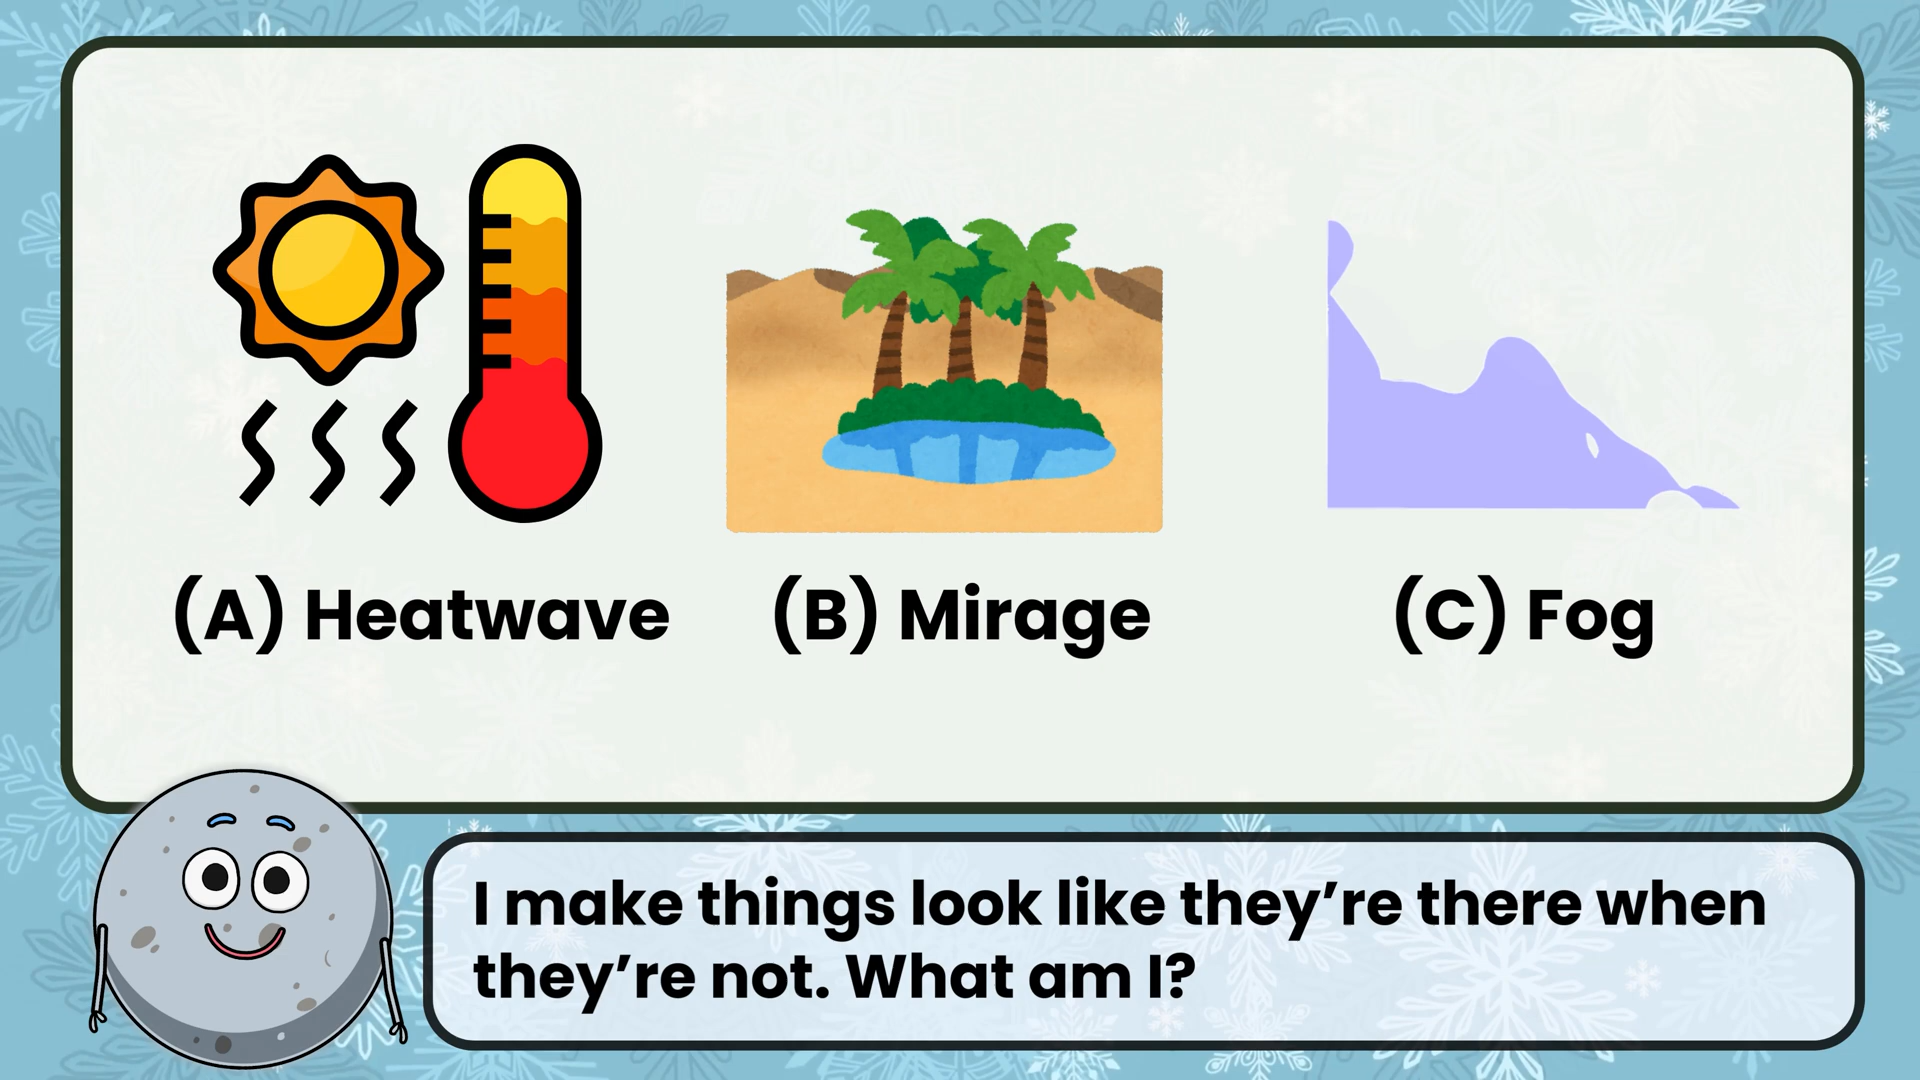 (A) Heatwave
(B) Mirage
(C) Fog
I make things look like they’re there when
they’re not. What am I?